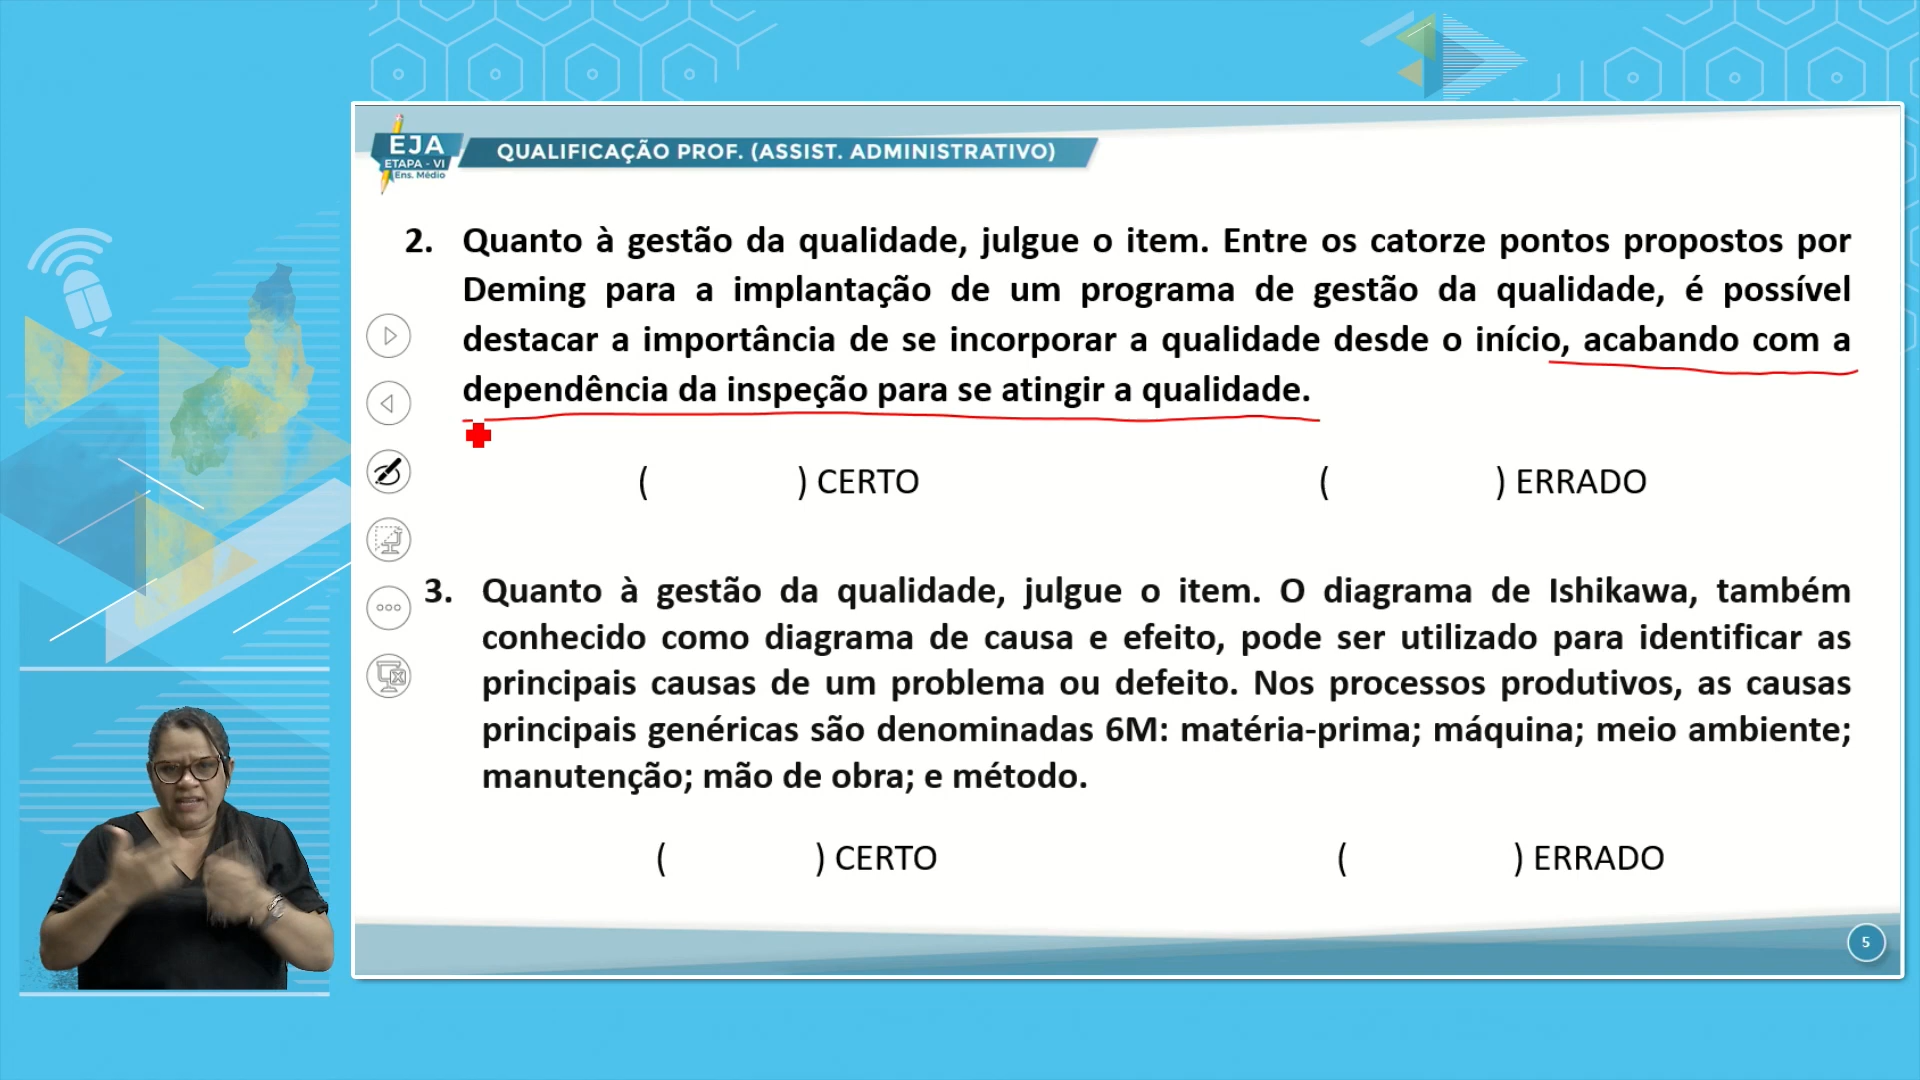 EJA
ETAPA - VI
Ens. Médio
QUALIFICAÇÃO PROF. (ASSIST. ADMINISTRATIVO)
2. Quanto à gestão da qualidade, julgue o item. Entre os catorze pontos propostos por
Deming para a implantação de um programa de gestão da qualidade, é possível
destacar a importância de se incorporar a qualidade desde o início, acabando com a
dependência da inspeção para se atingir a qualidade.
( ) CERTO ( ) ERRADO
3. Quanto à gestão da qualidade, julgue o item. O diagrama de Ishikawa, também
conhecido como diagrama de causa e efeito, pode ser utilizado para identificar as
principais causas de um problema ou defeito. Nos processos produtivos, as causas
principais genéricas são denominadas 6M: matéria-prima; máquina; meio ambiente;
manutenção; mão de obra; e método.
( ) CERTO ( ) ERRADO
5